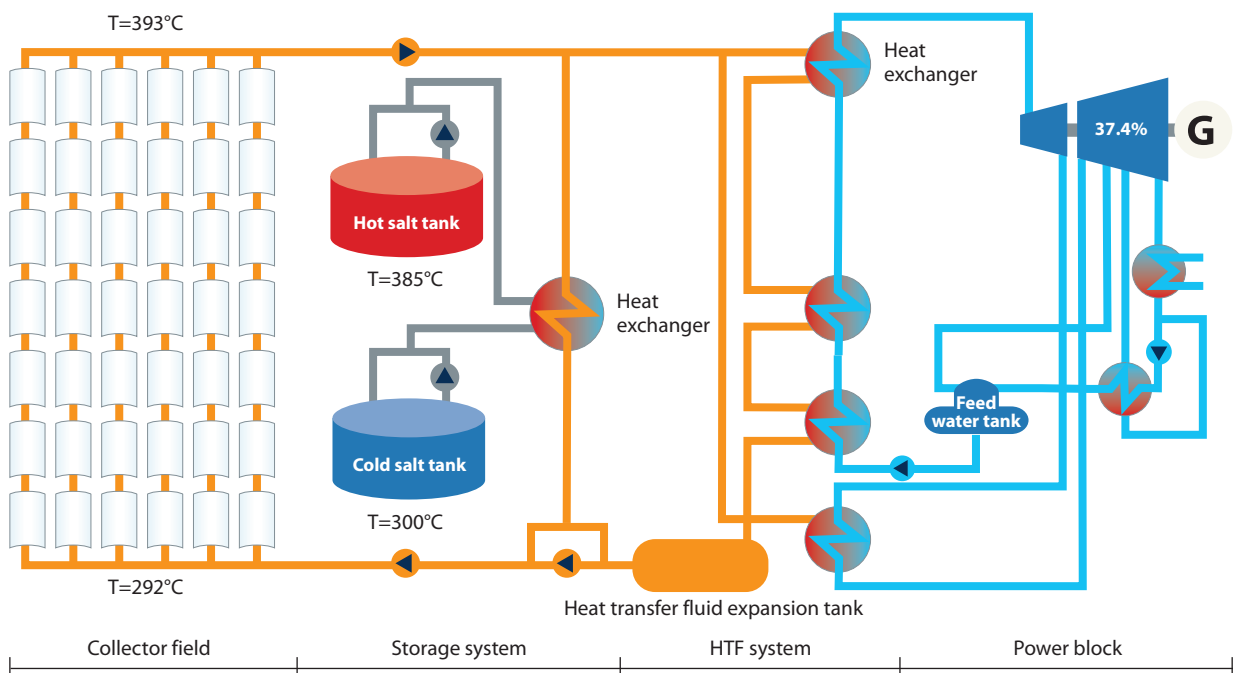 T=393°C
Heat
exchanger
37.4%
G
Hot salt tank
T=385°C
Heat
exchanger
Feed
water tank
Cold salt tank
T=300°C
T=292°C
Heat transfer fluid expansion tank
Collector field
Storage system
HTF system
Power block